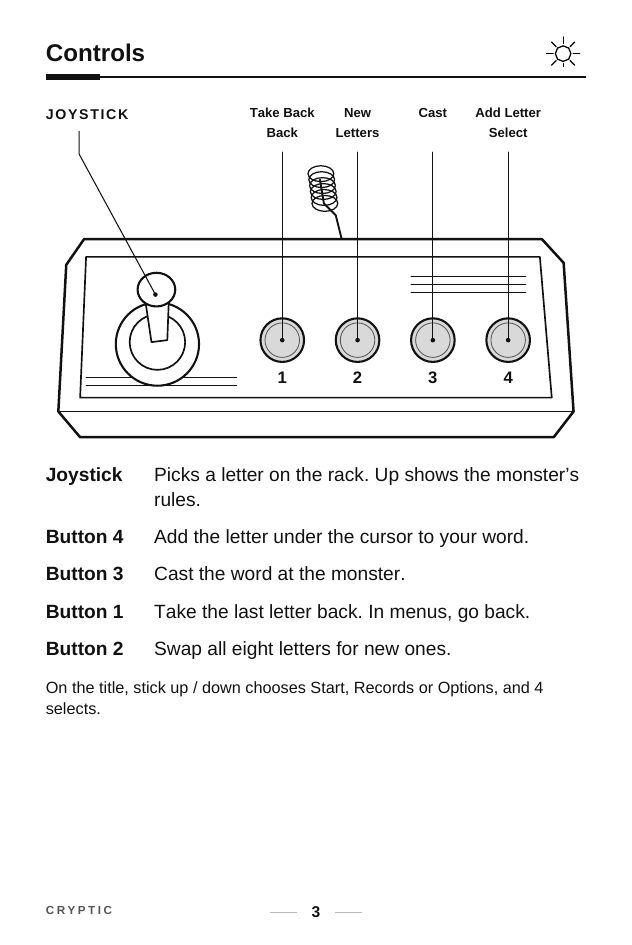 Controls
JOYSTICK
Take Back
Back
New
Letters
Cast
Add Letter
Select
1 2 3 4
Joystick Picks a letter on the rack. Up shows the monster’s
rules.
Button 4 Add the letter under the cursor to your word.
Button 3 Cast the word at the monster.
Button 1 Take the last letter back. In menus, go back.
Button 2 Swap all eight letters for new ones.
On the title, stick up / down chooses Start, Records or Options, and 4
selects.
CRYPTIC 3